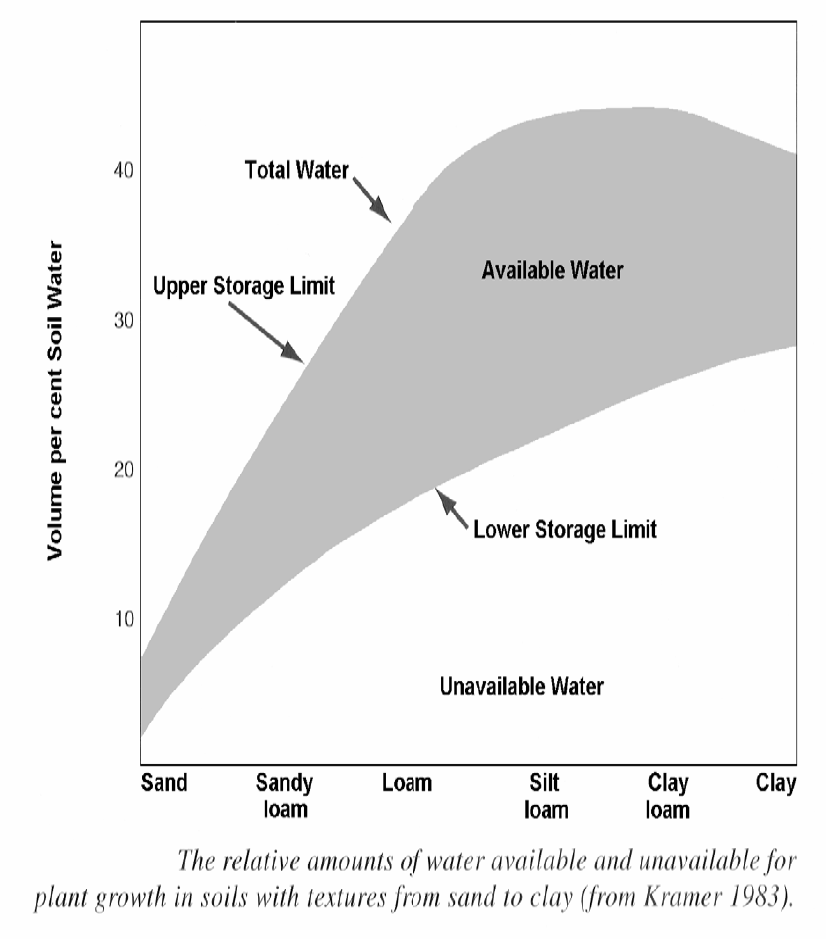 Total Water
40
Available Water
Upper Storage Limit
30
Volume per cent Soil Water
20
Lower Storage Limit
10
Unavailable Water
Sand
Sandy
loam
Loam
Silt
loam
Clay
loam
Clay
The relative amounts of water available and unavailable for
plant growth in soils with textures from sand to clay (from Kramer 1983).